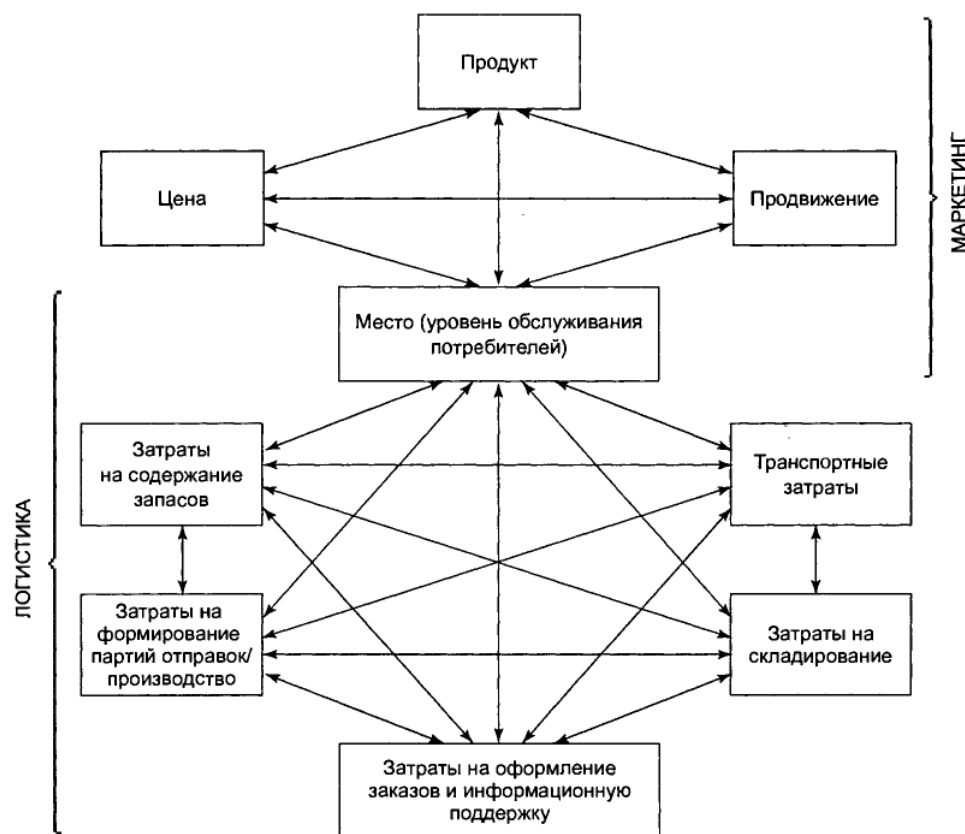 Продукт
МАРКЕТИНГ
Цена
Продвижение
Место (уровень обслуживания
потребителей)
ЛОГИСТИКА
Затраты
на содержание
запасов
Транспортные
затраты
Затраты на
формирование
партий отправок/
производство
Затраты на
складирование
Затраты на оформление
заказов и информационную
поддержку